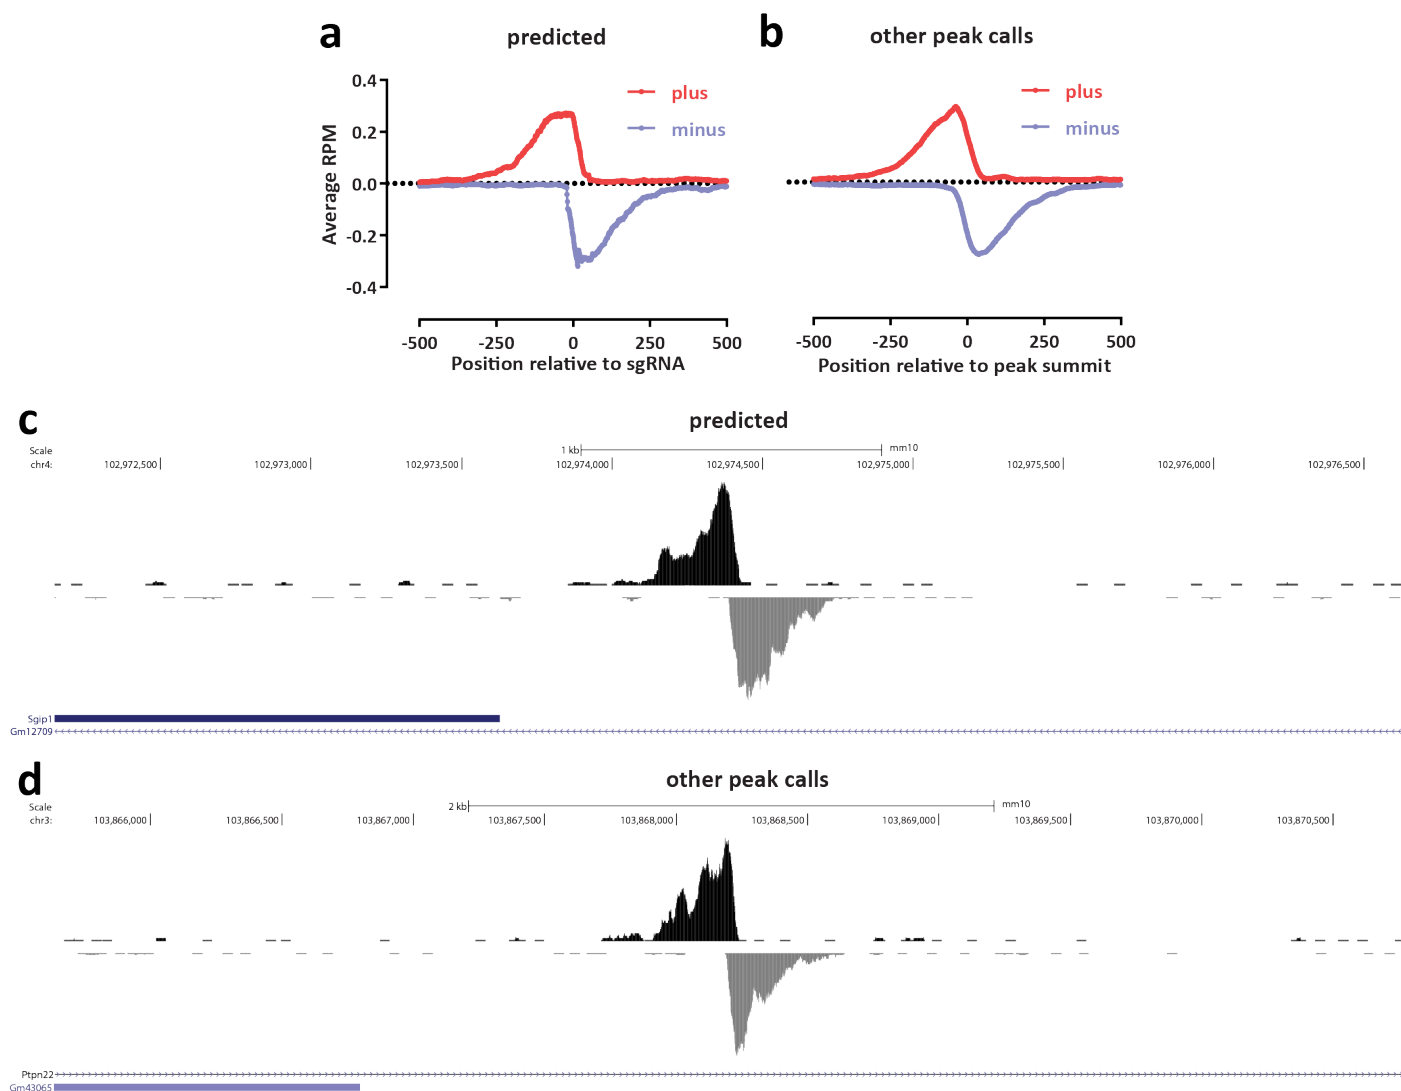 a
predicted
b
other peak calls
0.4
0.2
0.0
-0.2
-0.4
Average RPM
plus
minus
plus
minus
-500 -250 0 250 500
Position relative to sgRNA
-500 -250 0 250 500
Position relative to peak summit
c
predicted
Scale 1 kb mm10
chr4: 102,972,500 102,973,000 102,973,500 102,974,000 102,974,500 102,975,000 102,975,500 102,976,000 102,976,500
Sgip1
Gm12709
d
other peak calls
Scale 2 kb mm10
chr3: 103,866,000 103,866,500 103,867,000 103,867,500 103,868,000 103,868,500 103,869,000 103,869,500 103,870,000 103,870,500
Ptpn22
Gm43065